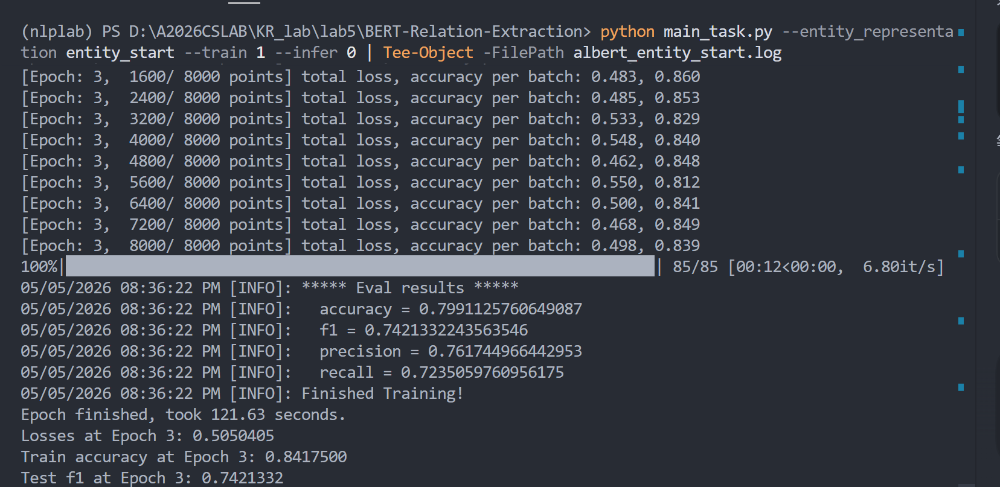 (nlplab) PS D:\A2026CSLAB\KR_lab\lab5\BERT-Relation-Extraction> python main_task.py --entity_representa
tion entity_start --train 1 --infer 0 | Tee-Object -FilePath albert_entity_start.log
[Epoch: 3,  1600/ 8000 points] total loss, accuracy per batch: 0.483, 0.860
[Epoch: 3,  2400/ 8000 points] total loss, accuracy per batch: 0.485, 0.853
[Epoch: 3,  3200/ 8000 points] total loss, accuracy per batch: 0.533, 0.829
[Epoch: 3,  4000/ 8000 points] total loss, accuracy per batch: 0.548, 0.840
[Epoch: 3,  4800/ 8000 points] total loss, accuracy per batch: 0.462, 0.848
[Epoch: 3,  5600/ 8000 points] total loss, accuracy per batch: 0.550, 0.812
[Epoch: 3,  6400/ 8000 points] total loss, accuracy per batch: 0.500, 0.841
[Epoch: 3,  7200/ 8000 points] total loss, accuracy per batch: 0.468, 0.849
[Epoch: 3,  8000/ 8000 points] total loss, accuracy per batch: 0.498, 0.839
100%| | 85/85 [00:12<00:00,  6.80it/s]
05/05/2026 08:36:22 PM [INFO]: ***** Eval results *****
05/05/2026 08:36:22 PM [INFO]:   accuracy = 0.7991125760649087
05/05/2026 08:36:22 PM [INFO]:   f1 = 0.7421332243563546
05/05/2026 08:36:22 PM [INFO]:   precision = 0.761744966442953
05/05/2026 08:36:22 PM [INFO]:   recall = 0.7235059760956175
05/05/2026 08:36:22 PM [INFO]: Finished Training!
Epoch finished, took 121.63 seconds.
Losses at Epoch 3: 0.5050405
Train accuracy at Epoch 3: 0.8417500
Test f1 at Epoch 3: 0.7421332